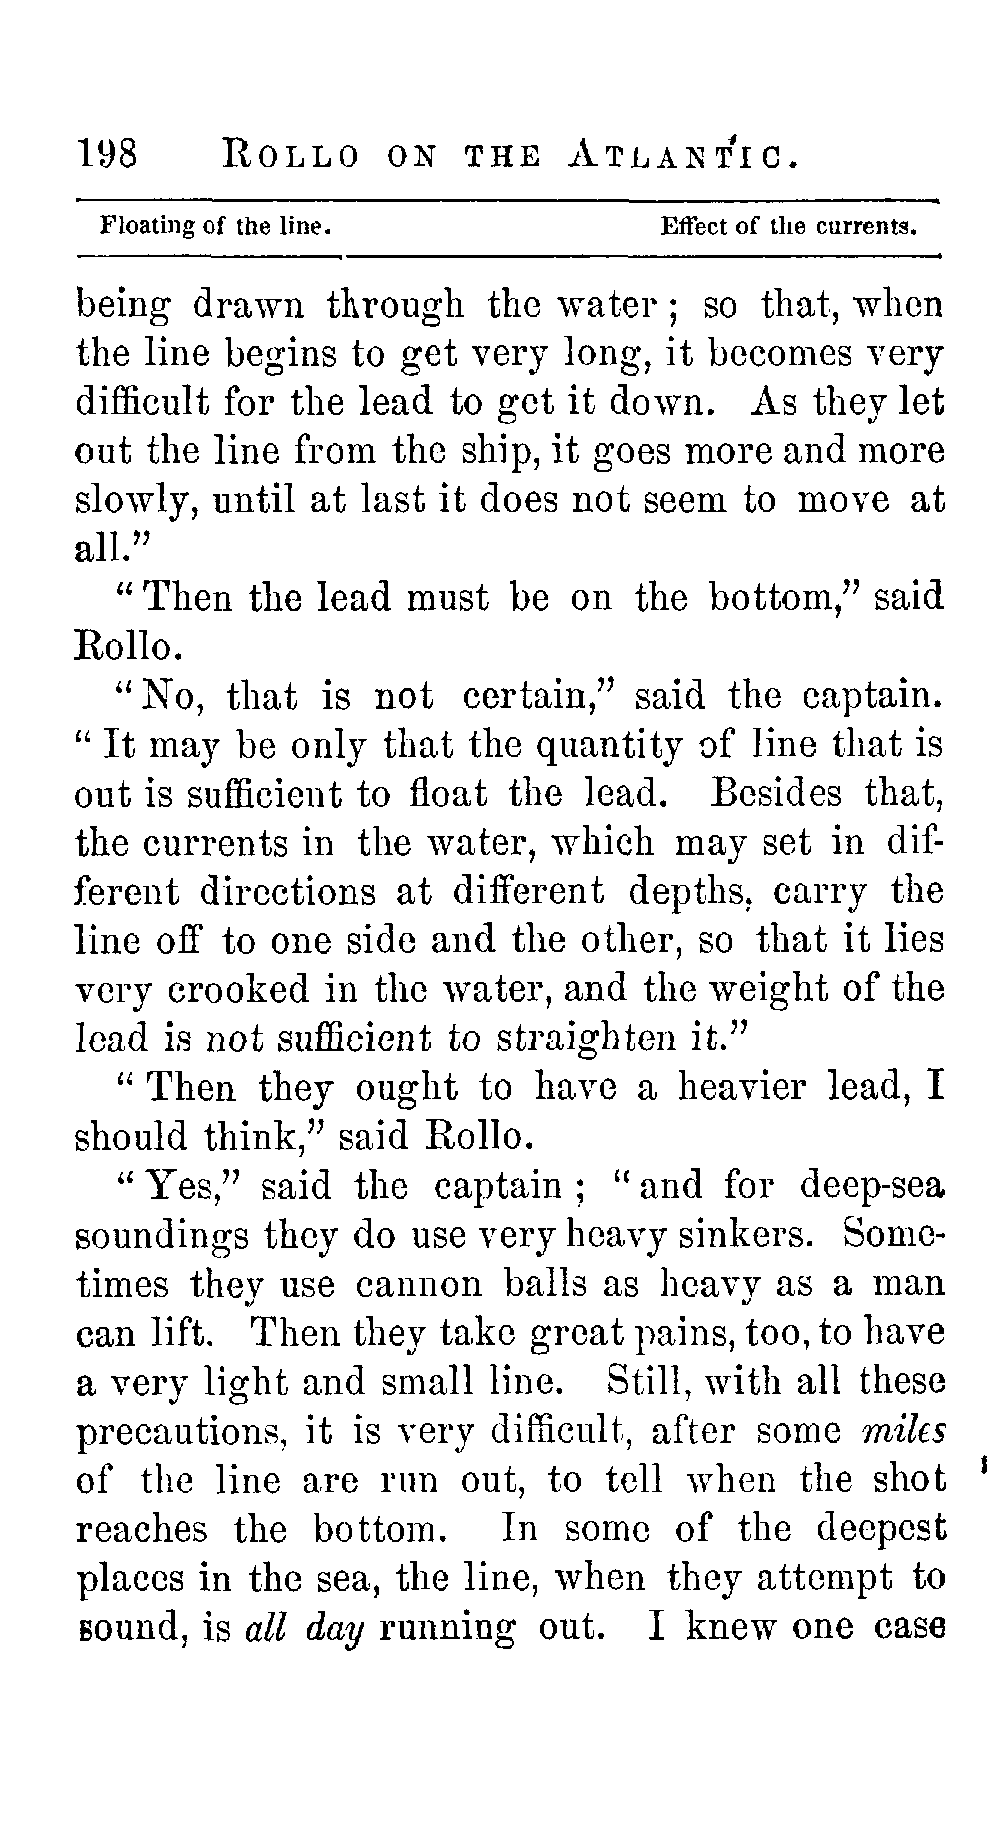 198 ROLLO ON THE ATLANTIC.
Floating of the line. Effect of the currents.
being drawn through the water ; so that, when
the line begins to get very long, it becomes very
difficult for the lead to get it down. As they let
out the line from the ship, it goes more and more
slowly, until at last it does not seem to move at
all.”
“ Then the lead must be on the bottom,” said
Rollo.
“ No, that is not certain,” said the captain.
“ It may be only that the quantity of line that is
out is sufficient to float the lead. Besides that,
the currents in the water, which may set in dif-
ferent directions at different depths, carry the
line off to one side and the other, so that it lies
very crooked in the water, and the weight of the
lead is not sufficient to straighten it.”
“ Then they ought to have a heavier lead, I
should think,” said Rollo.
“ Yes,” said the captain ; “ and for deep-sea
soundings they do use very heavy sinkers. Some-
times they use cannon balls as heavy as a man
can lift. Then they take great pains, too, to have
a very light and small line. Still, with all these
precautions, it is very difficult, after some miles
of the line are run out, to tell when the shot
reaches the bottom. In some of the deepest
places in the sea, the line, when they attempt to
sound, is all day running out. I knew one case